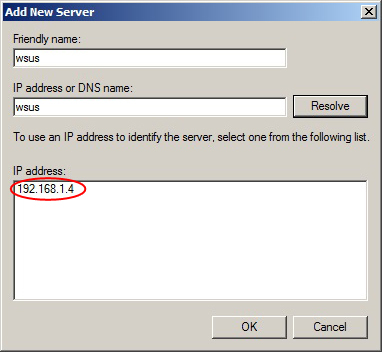 Add New Server
Friendly name:
wsus
IP address or DNS name:
wsus
Resolve
To use an IP address to identify the server, select one from the following list.
IP address:
192.168.1.4
OK
Cancel